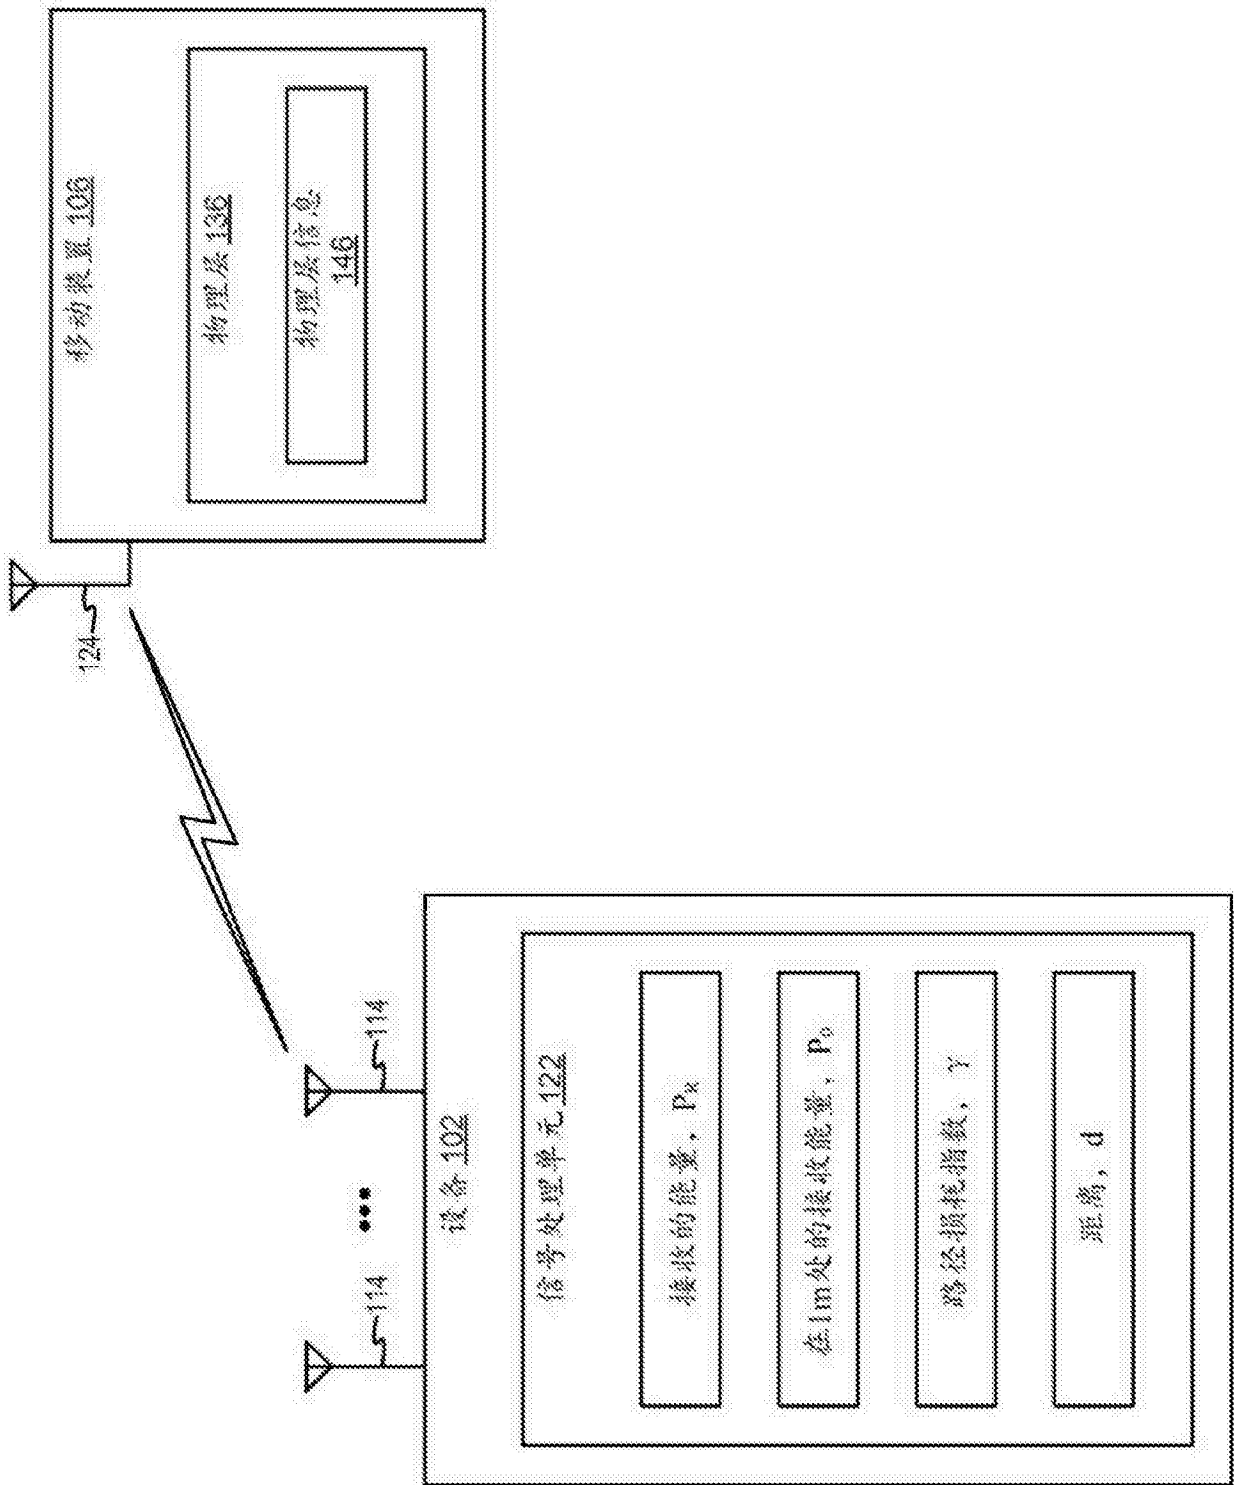 移动装置 106
物理层 136
物理层信息
146
124
114
114
设备 102
信号处理单元 122
接收的能量，P_R
在1m处的接收能量，P_0
路径损耗指数，γ
距离，d